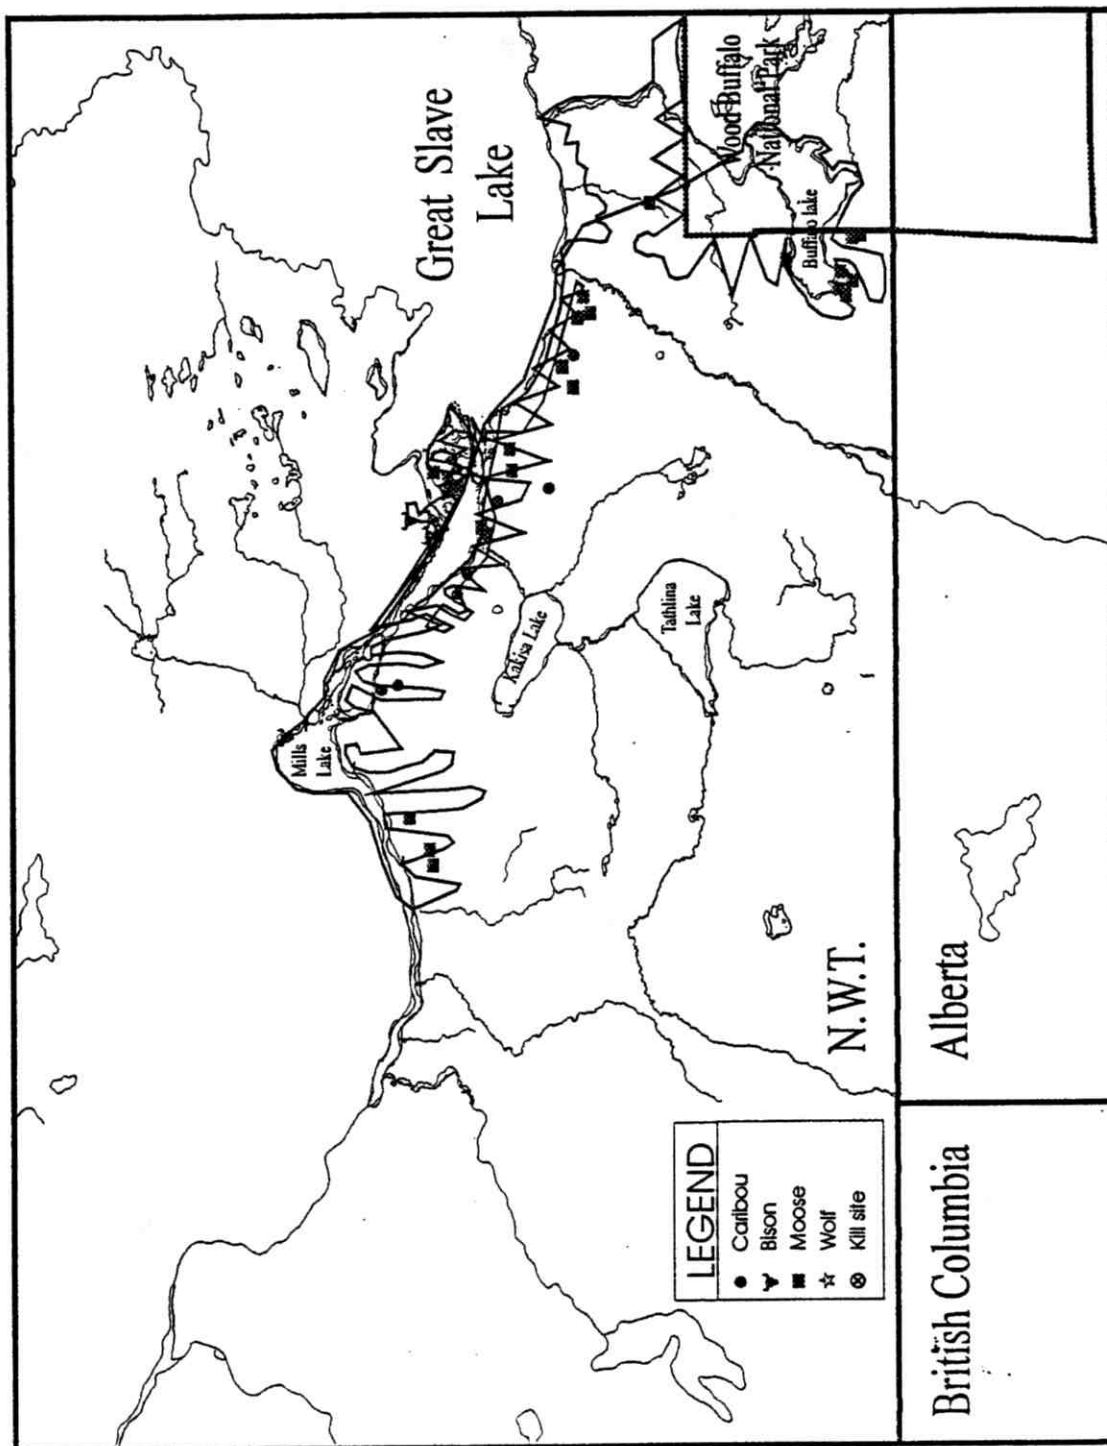 Great Slave
Lake
Wood Buffalo
National Park
Buffalo lake
Mills
Lake
Kakisa Lake
Tathlina
Lake
N.W.T.
Alberta
British Columbia
LEGEND
Caribou
Bison
Moose
Wolf
Kill site